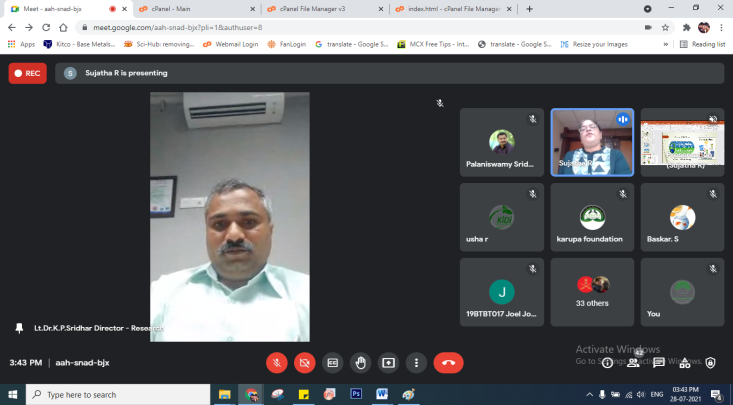 Meet - aah-snad-bjx
cPanel - Main
cPanel File Manager v3
index.html - cPanel File Manager
meet.google.com/aah-snad-bjx?pli=1&authuser=8
Apps
Kitco - Base Metals...
Sci-Hub: removing...
Webmail Login
FanLogin
translate - Google S...
MCX Free Tips - Int...
translate - Google S...
Resize your Images
»
Reading list
REC
S
Sujatha R is presenting
Palaniswamy Srid...
Sujatha R
(Sujatha R)
usha r
karupa foundation
Baskar. S
J
19BTBT017 Joel Jo...
33 others
You
Lt.Dr.K.P.Sridhar Director - Research
3:43 PM | aah-snad-bjx
Activate Windows
Go to Settings to activate Windows.
Type here to search
Ps
W
ENG
03:43 PM
28-07-2021